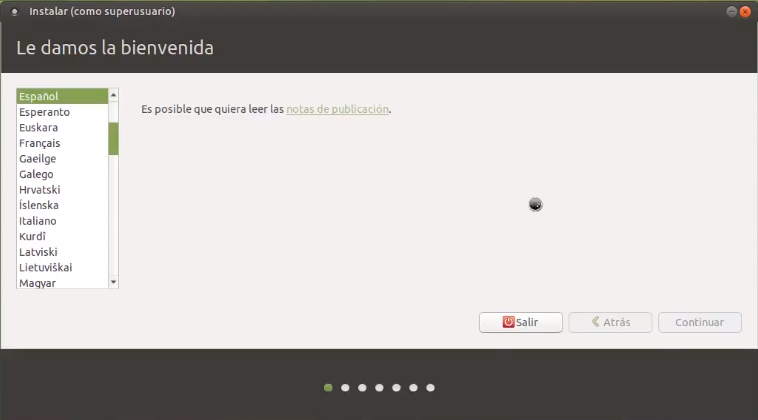 Instalar (como superusuario)
Le damos la bienvenida
Español
Esperanto
Euskara
Français
Gaeilge
Galego
Hrvatski
Íslenska
Italiano
Kurdî
Latviski
Lietuviškai
Magyar
Es posible que quiera leer las notas de publicación.
Salir
Atrás
Continuar